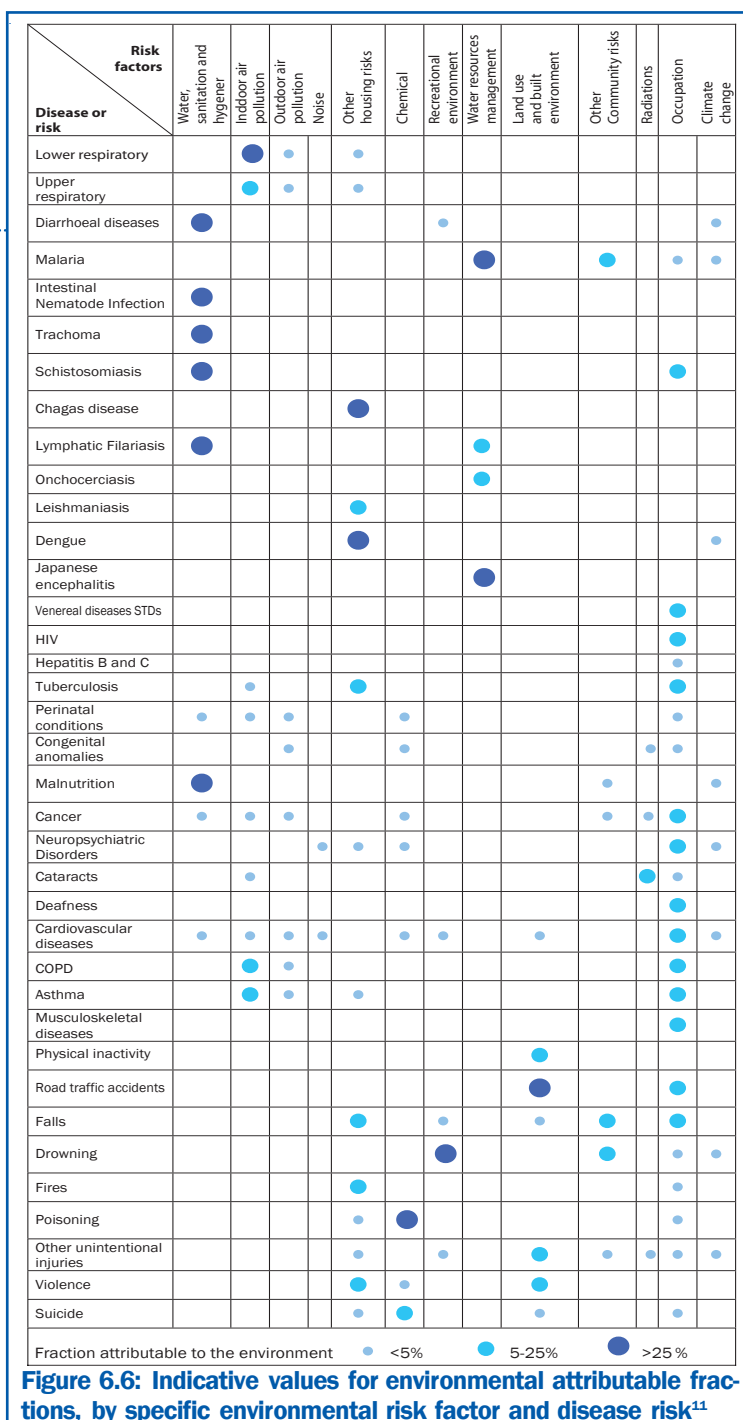 Risk
factors
Disease or
risk
Water,
sanitation and
hygener
Inddoor air
pollution
Outdoor air
pollution
Noise
Other
housing risks
Chemical
Recreational
environment
Water resources
management
Land use
and built
environment
Other
Community risks
Radiations
Occupation
Climate
change
Lower respiratory
Upper
respiratory
Diarrhoeal diseases
Malaria
Intestinal
Nematode Infection
Trachoma
Schistosomiasis
Chagas disease
Lymphatic Filariasis
Onchocerciasis
Leishmaniasis
Dengue
Japanese
encephalitis
Venereal diseases STDs
HIV
Hepatitis B and C
Tuberculosis
Perinatal
conditions
Congenital
anomalies
Malnutrition
Cancer
Neuropsychiatric
Disorders
Cataracts
Deafness
Cardiovascular
diseases
COPD
Asthma
Musculoskeletal
diseases
Physical inactivity
Road traffic accidents
Falls
Drowning
Fires
Poisoning
Other unintentional
injuries
Violence
Suicide
Fraction attributable to the environment <5% 5-25% >25 %
Figure 6.6: Indicative values for environmental attributable frac-
tions, by specific environmental risk factor and disease risk¹¹